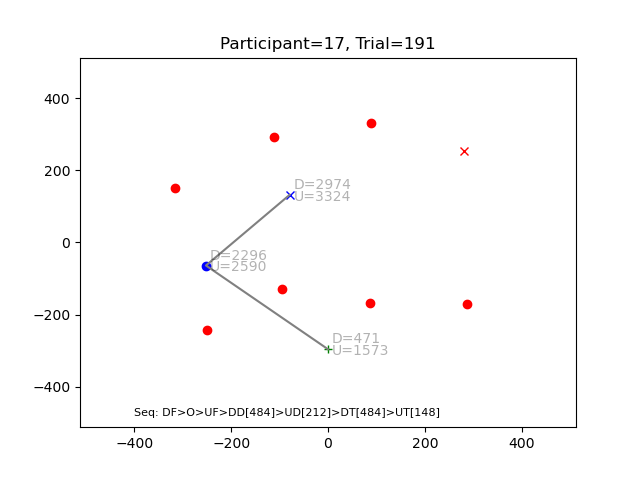 Participant=17, Trial=191
400
200
0
−200
−400
D=2974
U=3324
D=2296
U=2590
D=471
U=1573
Seq: DF>O>UF>DD[484]>UD[212]>DT[484]>UT[148]
−400
−200
0
200
400